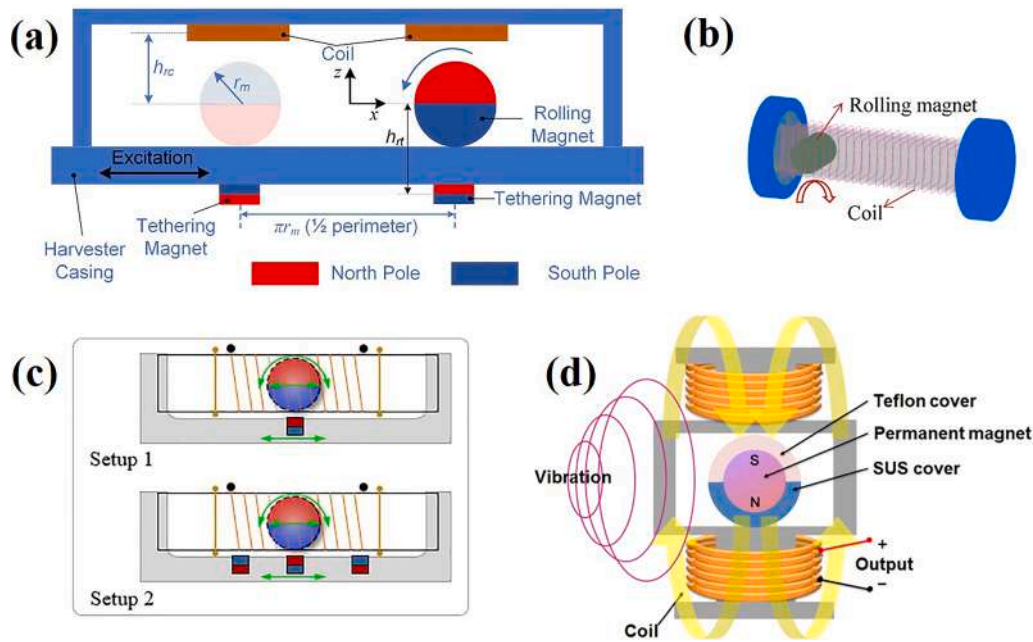 (a)
Coil
h_rc
r_m
z
x
h_rt
Rolling
Magnet
Excitation
Tethering
Magnet
Tethering Magnet
πr_m (½ perimeter)
Harvester
Casing
North Pole
South Pole
(b)
Rolling magnet
Coil
(c)
Setup 1
Setup 2
(d)
Teflon cover
Permanent magnet
SUS cover
Vibration
S
N
+
Output
−
Coil